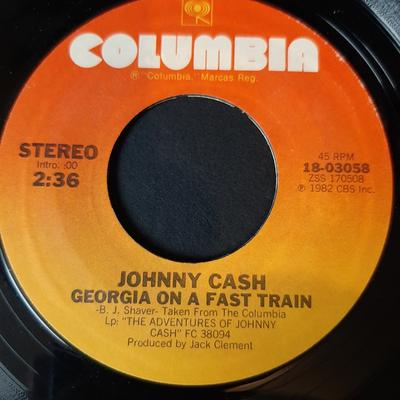 COLUMBIA
® "Columbia," Marcas Reg.
STEREO
Intro. :00
2:36
45 RPM
18-03058
ZSS 170508
℗ 1982 CBS Inc.
JOHNNY CASH
GEORGIA ON A FAST TRAIN
-B. J. Shaver- Taken From The Columbia
Lp: "THE ADVENTURES OF JOHNNY
CASH" FC 38094
Produced by Jack Clement